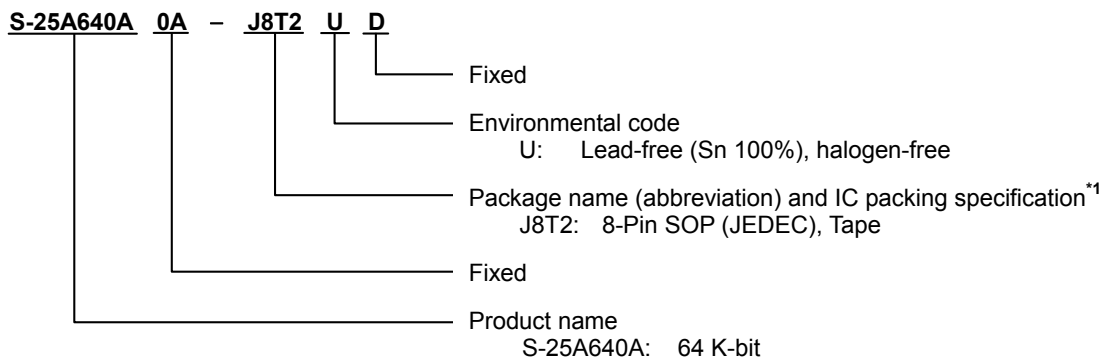 S-25A640A 0A – J8T2 U D
Fixed
Environmental code
U: Lead-free (Sn 100%), halogen-free
Package name (abbreviation) and IC packing specification*1
J8T2: 8-Pin SOP (JEDEC), Tape
Fixed
Product name
S-25A640A: 64 K-bit